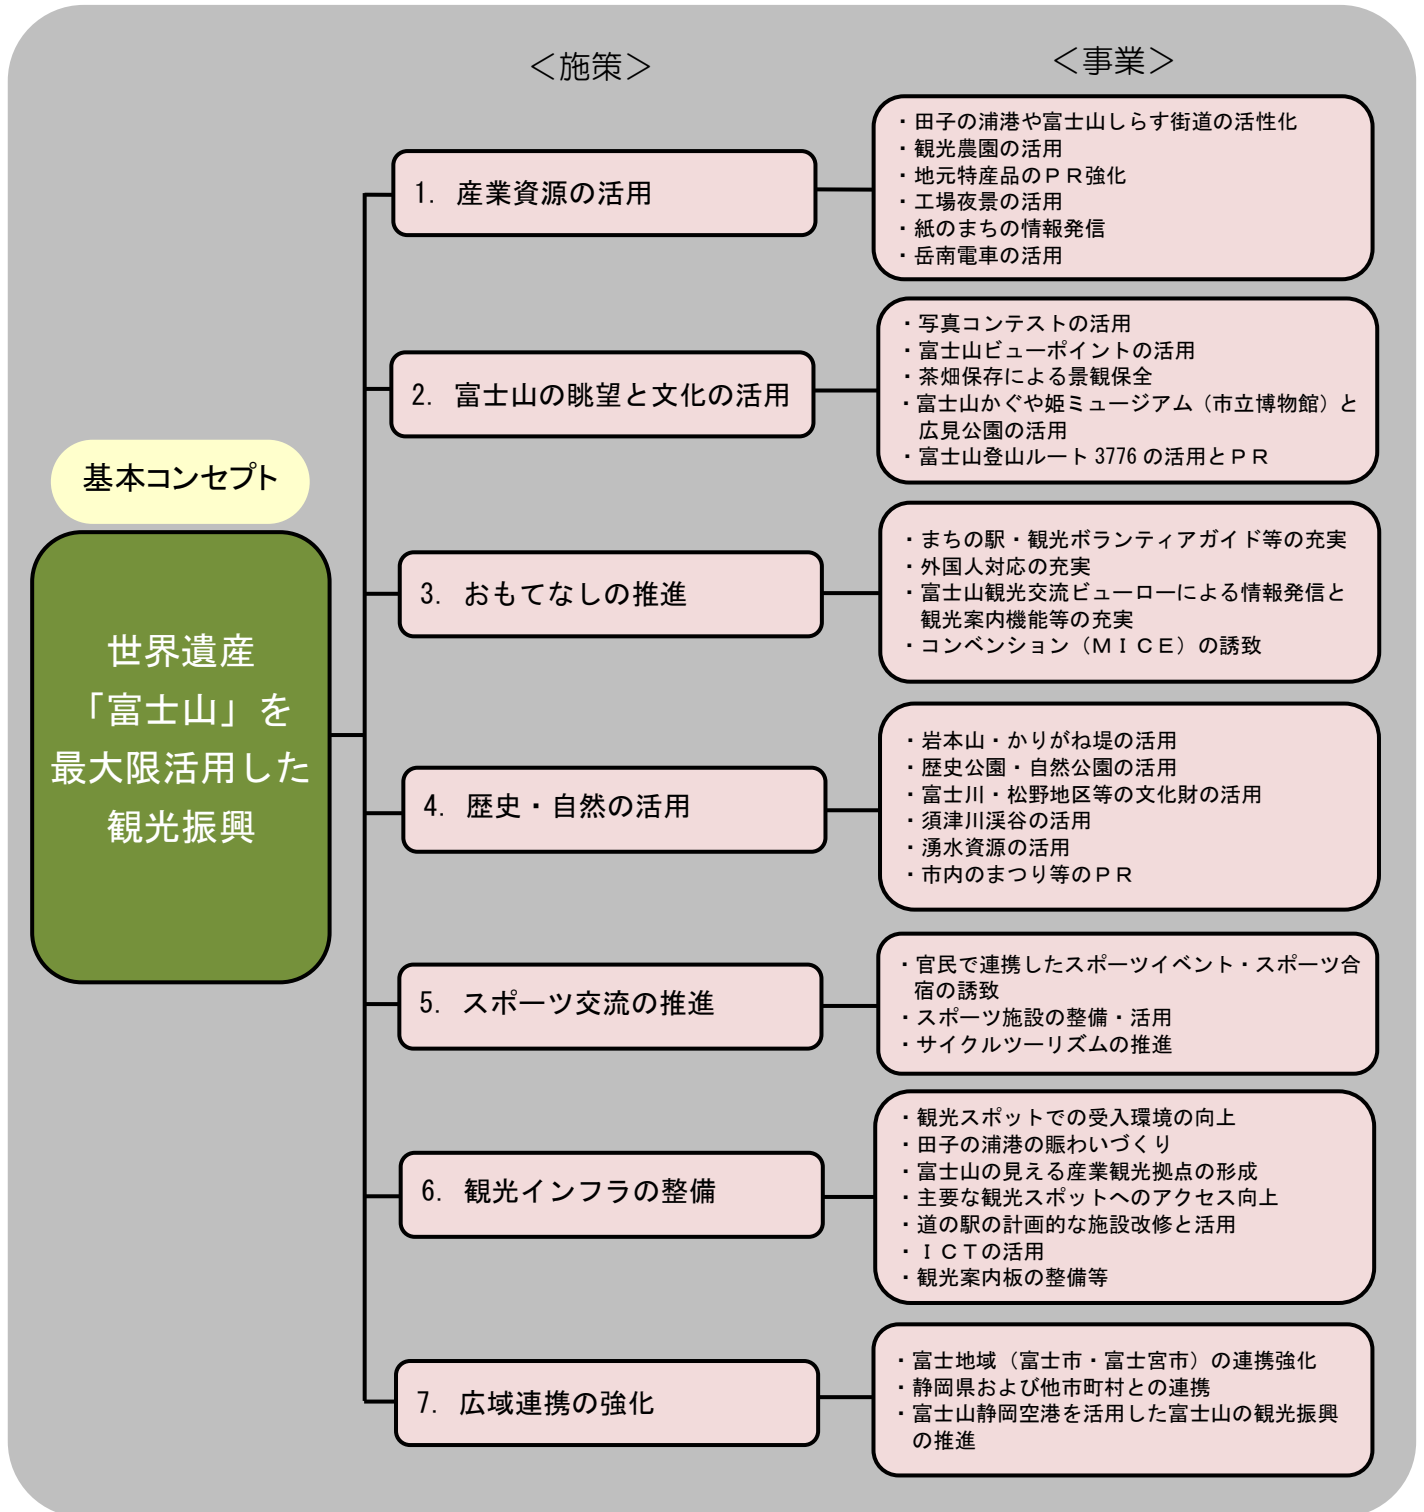 ＜施策＞
＜事業＞
基本コンセプト
世界遺産
「富士山」を
最大限活用した
観光振興
1. 産業資源の活用
・田子の浦港や富士山しらす街道の活性化
・観光農園の活用
・地元特産品のＰＲ強化
・工場夜景の活用
・紙のまちの情報発信
・岳南電車の活用
2. 富士山の眺望と文化の活用
・写真コンテストの活用
・富士山ビューポイントの活用
・茶畑保存による景観保全
・富士山かぐや姫ミュージアム（市立博物館）と
広見公園の活用
・富士山登山ルート 3776 の活用とＰＲ
3. おもてなしの推進
・まちの駅・観光ボランティアガイド等の充実
・外国人対応の充実
・富士山観光交流ビューローによる情報発信と
観光案内機能等の充実
・コンベンション（ＭＩＣＥ）の誘致
4. 歴史・自然の活用
・岩本山・かりがね堤の活用
・歴史公園・自然公園の活用
・富士川・松野地区等の文化財の活用
・須津川渓谷の活用
・湧水資源の活用
・市内のまつり等のＰＲ
5. スポーツ交流の推進
・官民で連携したスポーツイベント・スポーツ合
宿の誘致
・スポーツ施設の整備・活用
・サイクルツーリズムの推進
6. 観光インフラの整備
・観光スポットでの受入環境の向上
・田子の浦港の賑わいづくり
・富士山の見える産業観光拠点の形成
・主要な観光スポットへのアクセス向上
・道の駅の計画的な施設改修と活用
・ＩＣＴの活用
・観光案内板の整備等
7. 広域連携の強化
・富士地域（富士市・富士宮市）の連携強化
・静岡県および他市町村との連携
・富士山静岡空港を活用した富士山の観光振興
の推進